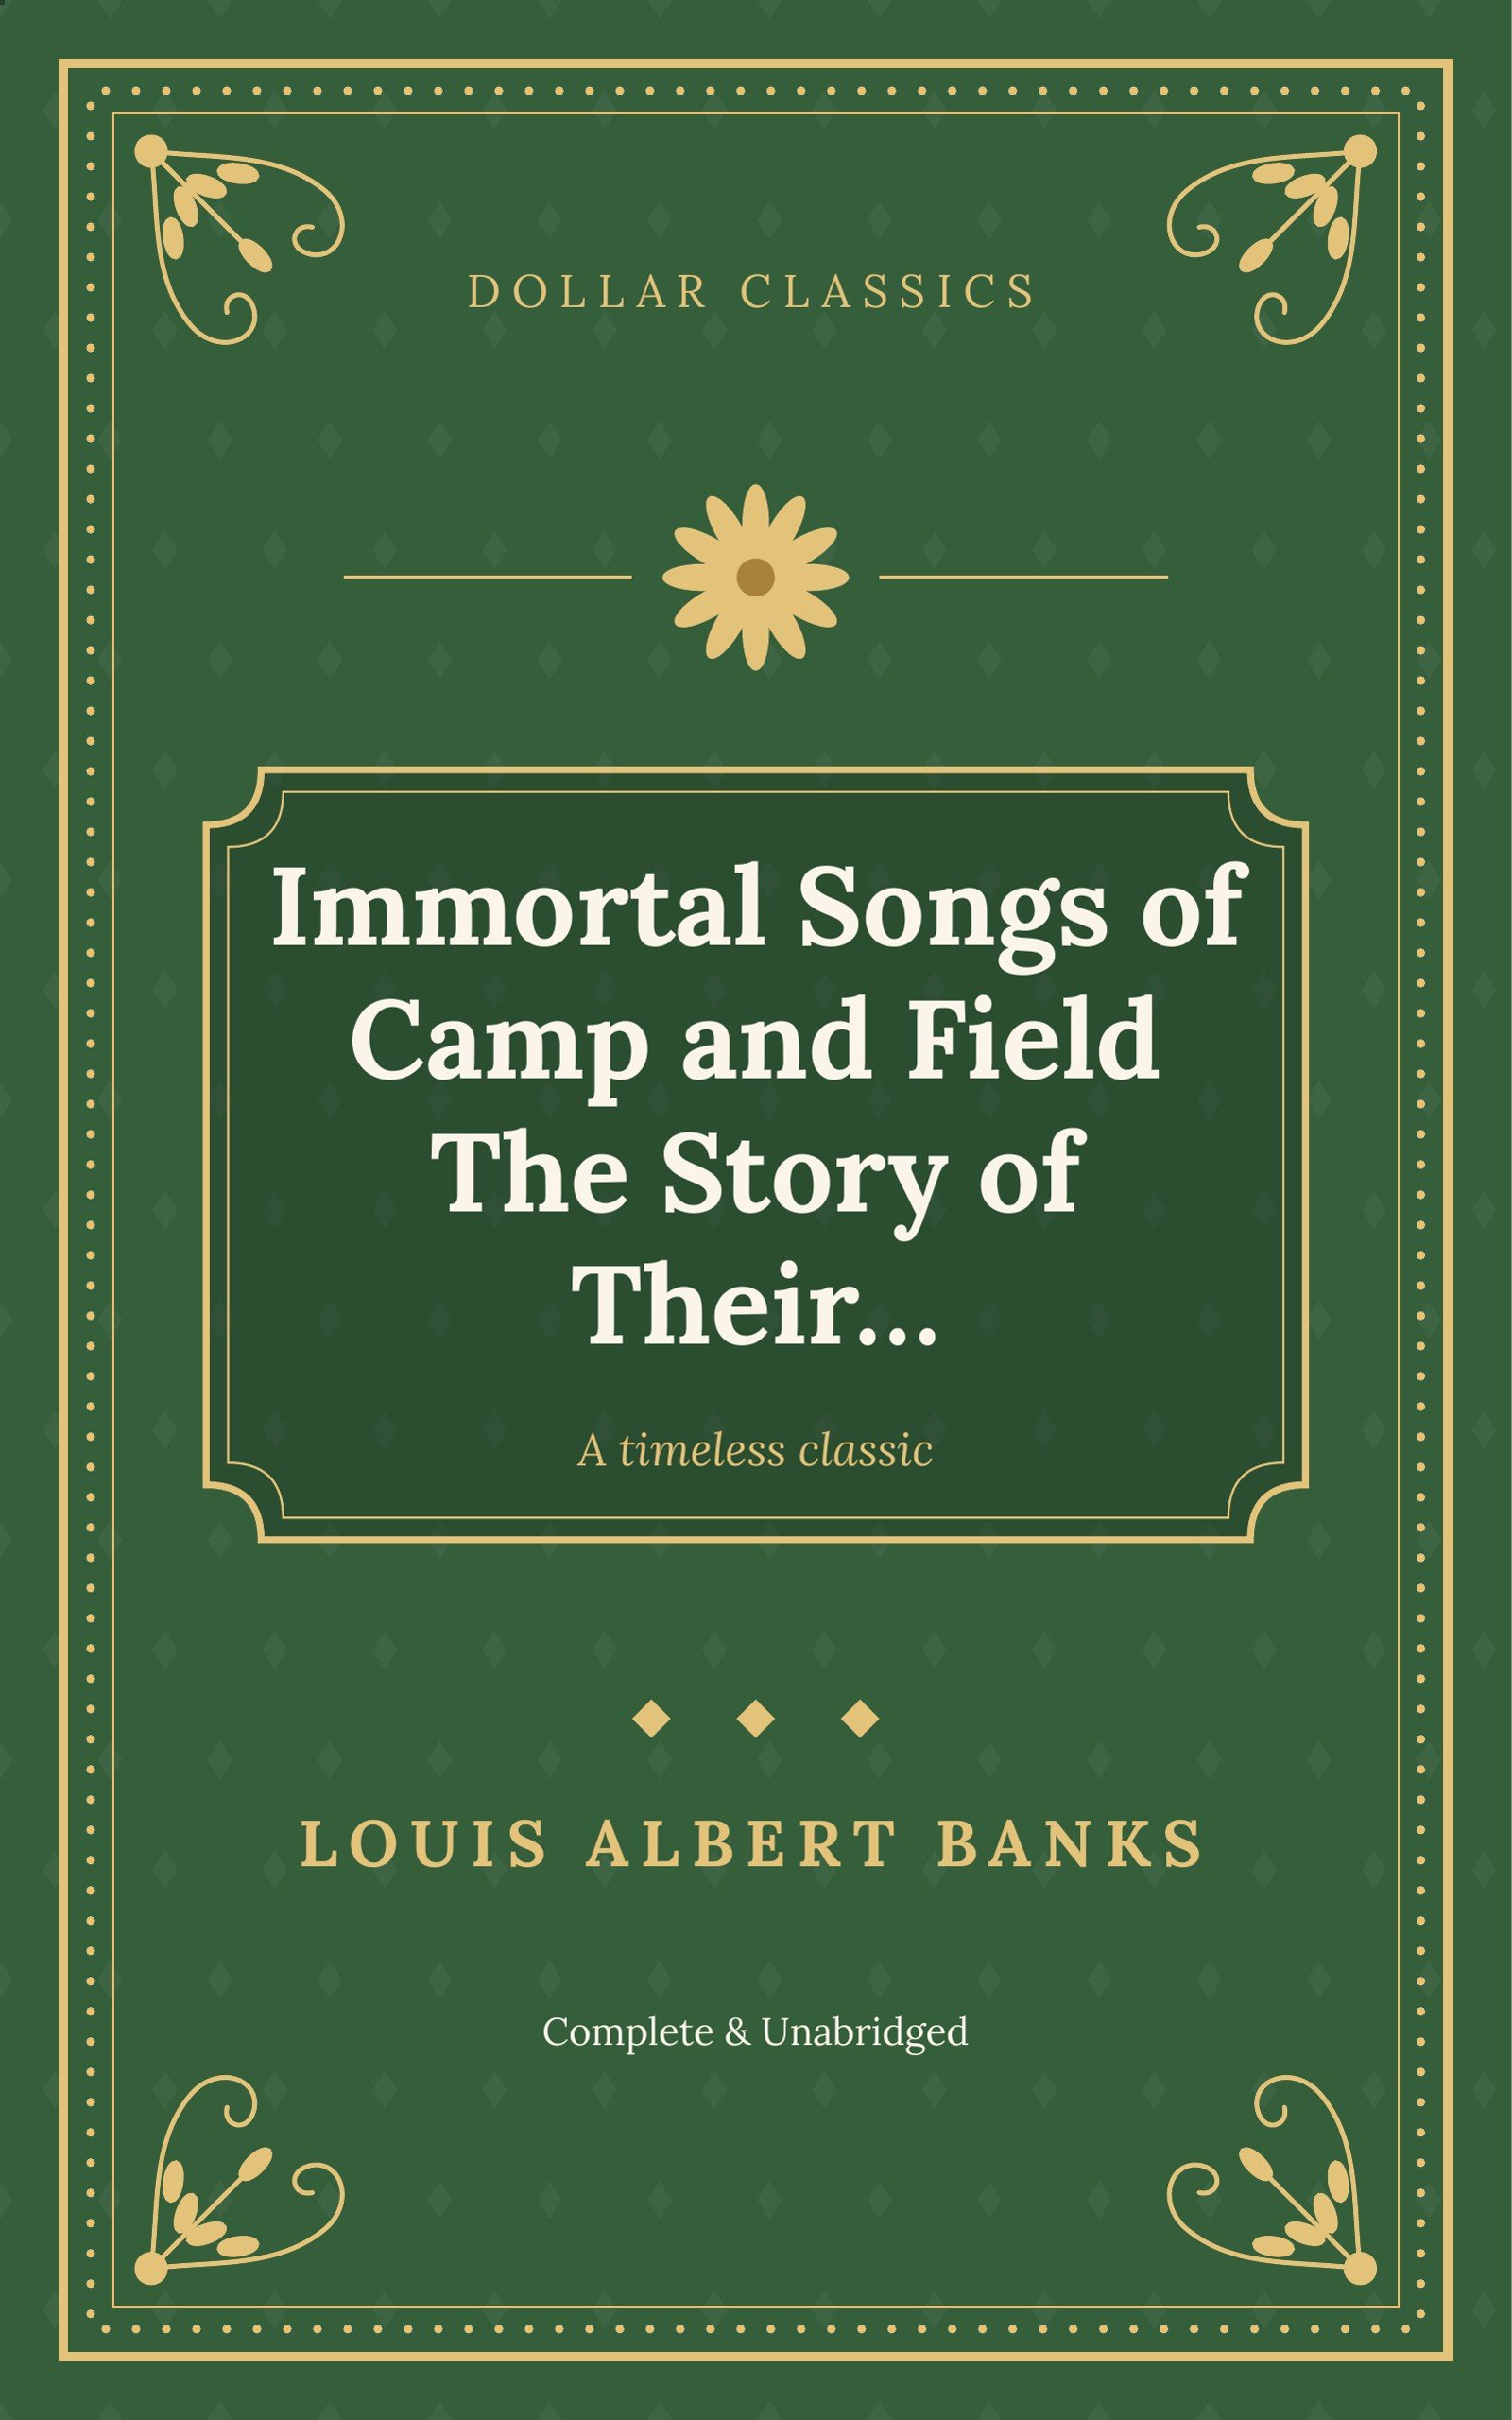 DOLLAR CLASSICS
Immortal Songs of
Camp and Field
The Story of
Their...
A timeless classic
LOUIS ALBERT BANKS
Complete & Unabridged